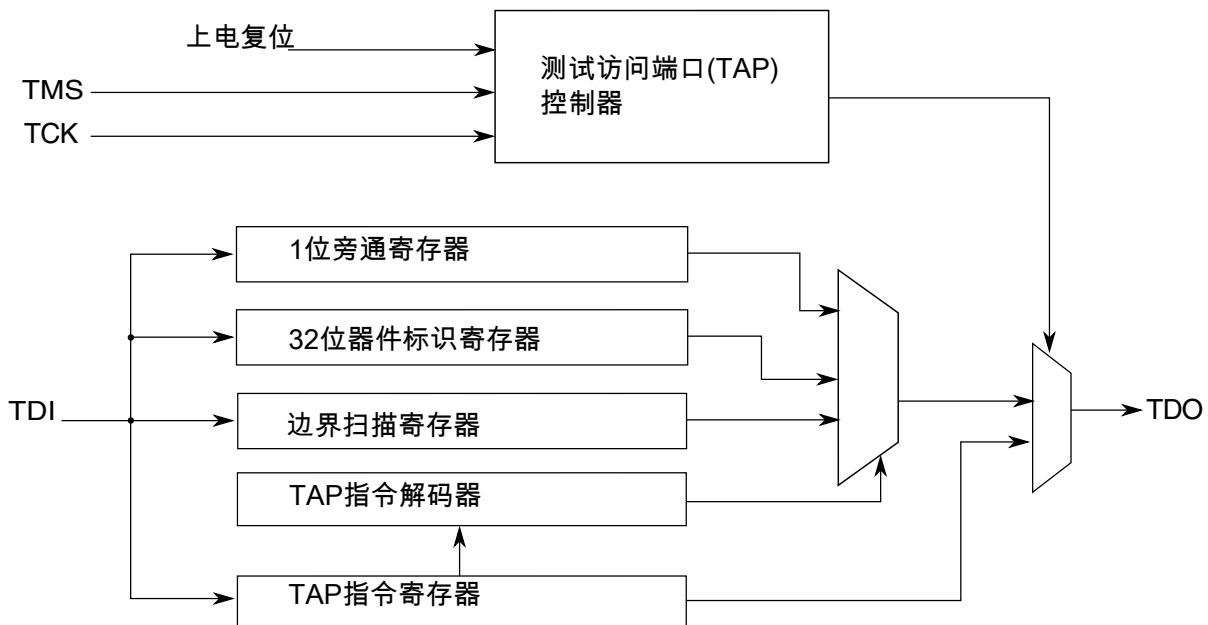 上电复位
TMS
TCK
测试访问端口(TAP)
控制器
1位旁通寄存器
32位器件标识寄存器
TDI
边界扫描寄存器
TDO
TAP指令解码器
TAP指令寄存器